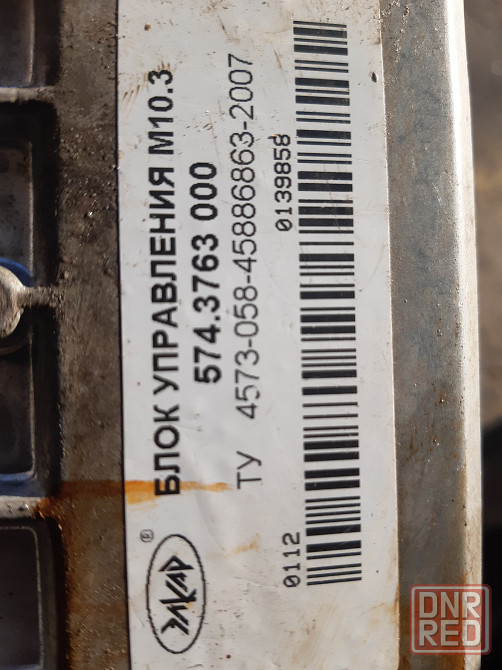 БЛОК УПРАВЛЕНИЯ М10.3
574.3763 000
ТУ 4573-058-45886863-2007
0112 0139858
ЭЛКАР®
DNR
RED